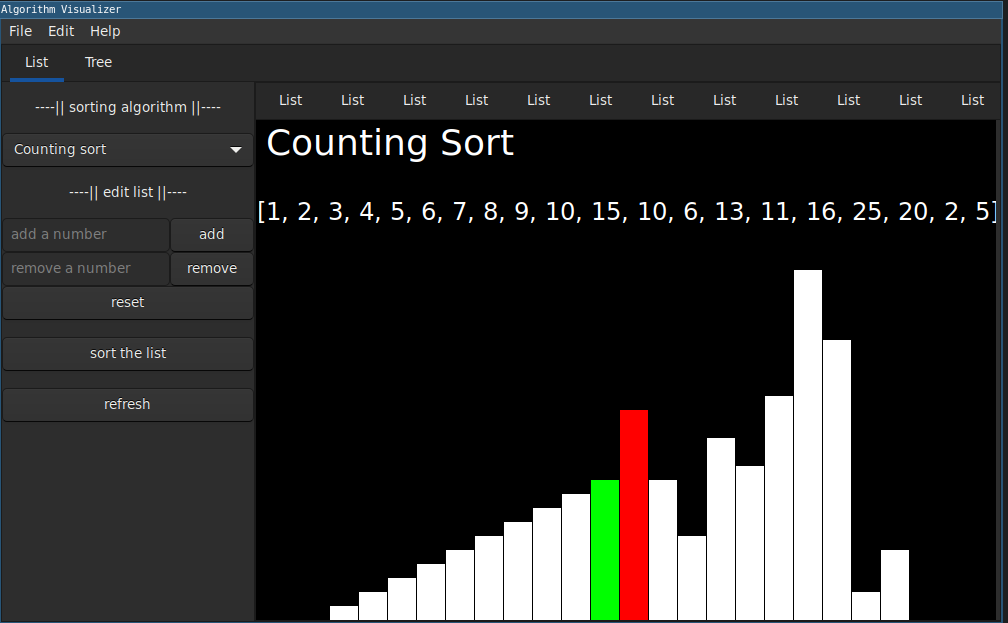 Algorithm Visualizer
File Edit Help
List Tree
----|| sorting algorithm ||----
Counting sort
----|| edit list ||----
add a number add
remove a number remove
reset
sort the list
refresh
List List List List List List List List List List List List
Counting Sort
[1, 2, 3, 4, 5, 6, 7, 8, 9, 10, 15, 10, 6, 13, 11, 16, 25, 20, 2, 5]